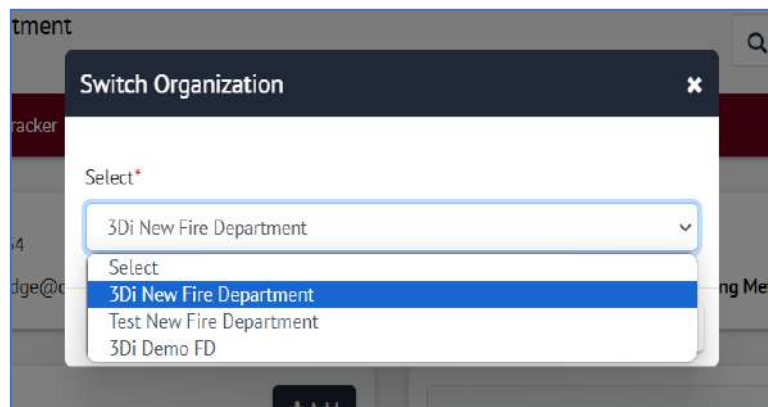 tment
Switch Organization
racker
Select*
3Di New Fire Department
Select
3Di New Fire Department
Test New Fire Department
3Di Demo FD
dge@c
ng Me